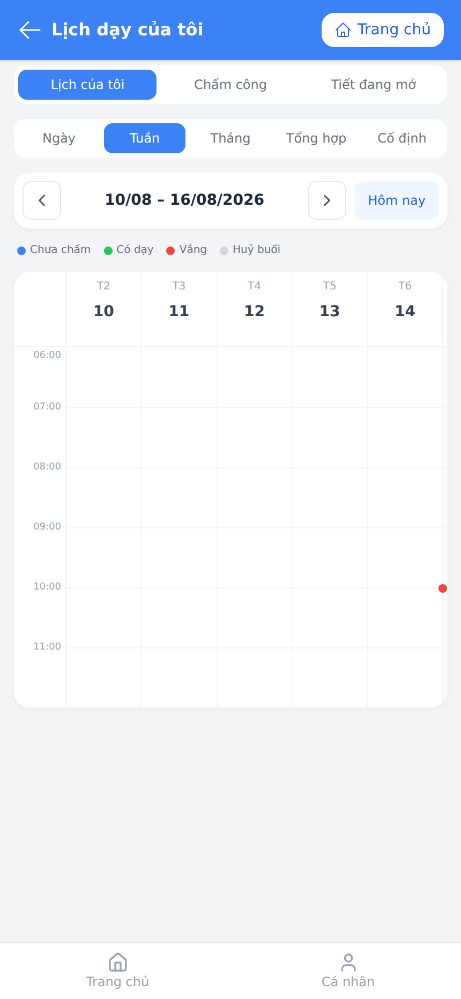 Lịch dạy của tôi
Trang chủ
Lịch của tôi
Chấm công
Tiết đang mở
Ngày
Tuần
Tháng
Tổng hợp
Cố định
10/08 – 16/08/2026
Hôm nay
Chưa chấm
Có dạy
Vắng
Huỷ buổi
T2
T3
T4
T5
T6
10
11
12
13
14
06:00
07:00
08:00
09:00
10:00
11:00
Trang chủ
Cá nhân